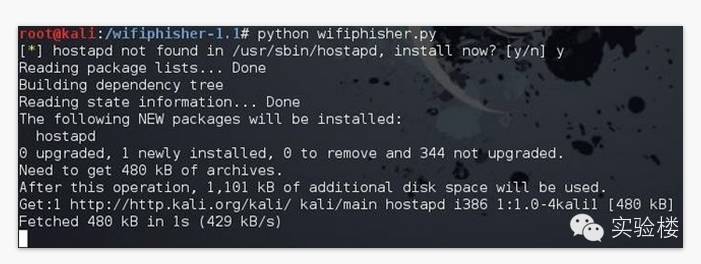 root@kali:/wifiphisher-1.1# python wifiphisher.py
[*] hostapd not found in /usr/sbin/hostapd, install now? [y/n] y
Reading package lists... Done
Building dependency tree
Reading state information... Done
The following NEW packages will be installed:
  hostapd
0 upgraded, 1 newly installed, 0 to remove and 344 not upgraded.
Need to get 480 kB of archives.
After this operation, 1,101 kB of additional disk space will be used.
Get:1 http://http.kali.org/kali/ kali/main hostapd i386 1:1.0-4kali1 [480 kB]
Fetched 480 kB in 1s (429 kB/s)
实验楼